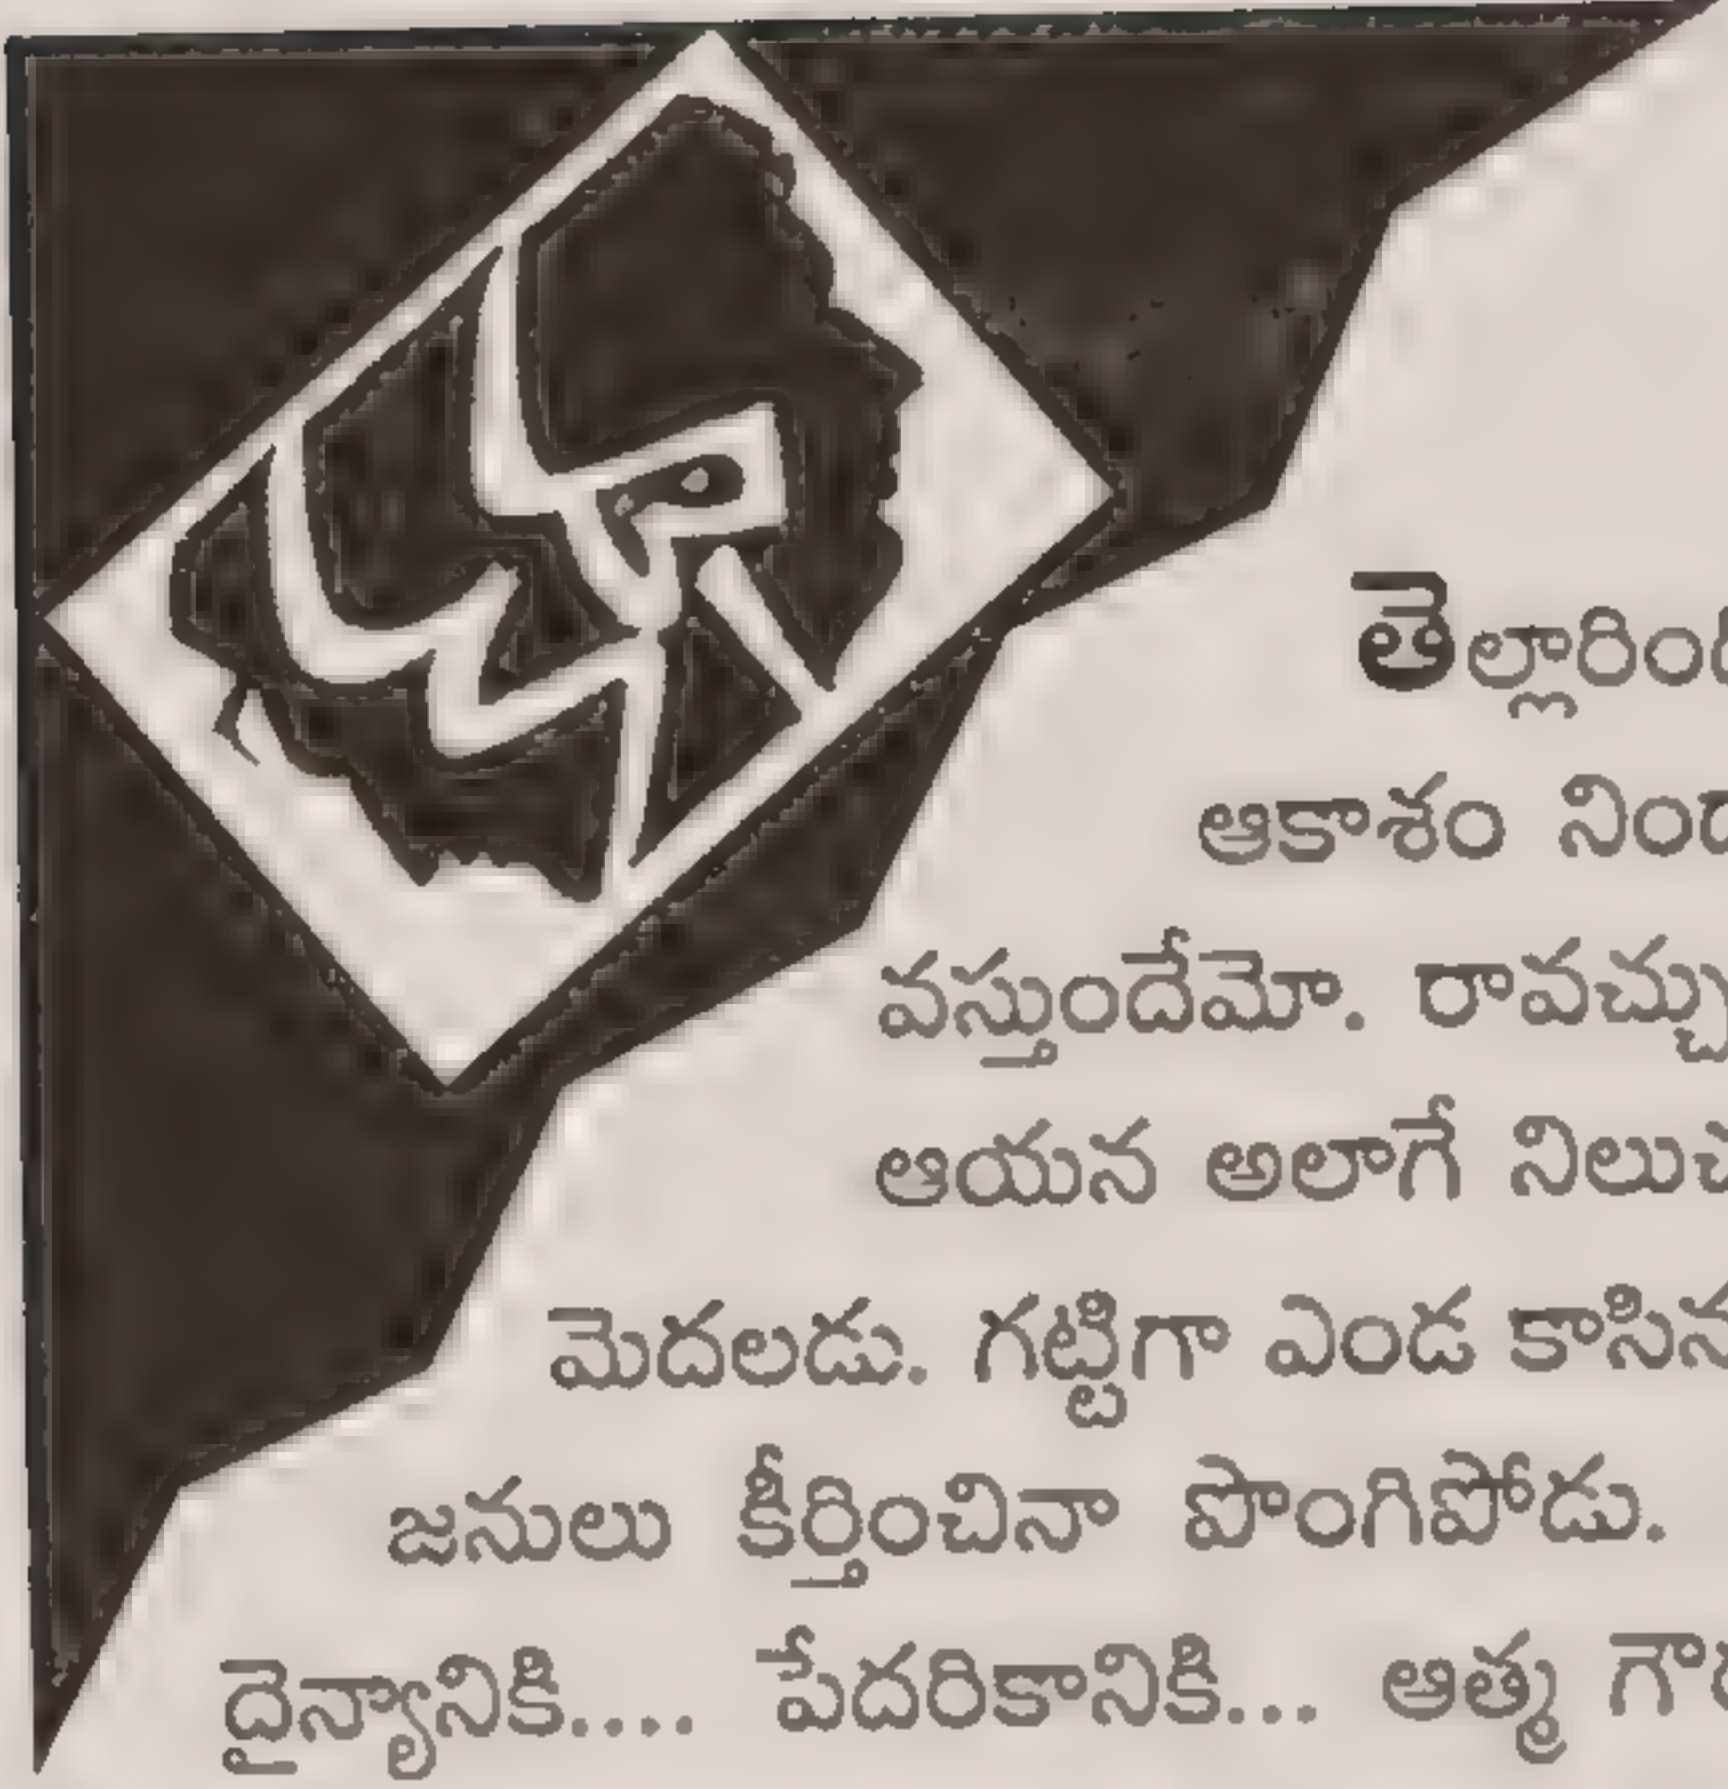 తెల్లారింది
ఆకాశం
వస్తుందేమో. రావచ్చు
ఆయన అలాగే
మెదలడు. గట్టిగా ఎండ కాసిన
జనులు కీర్తించినా పొంగిపోడు.
దైన్యానికి.... పేదరికానికి... ఆత్మ